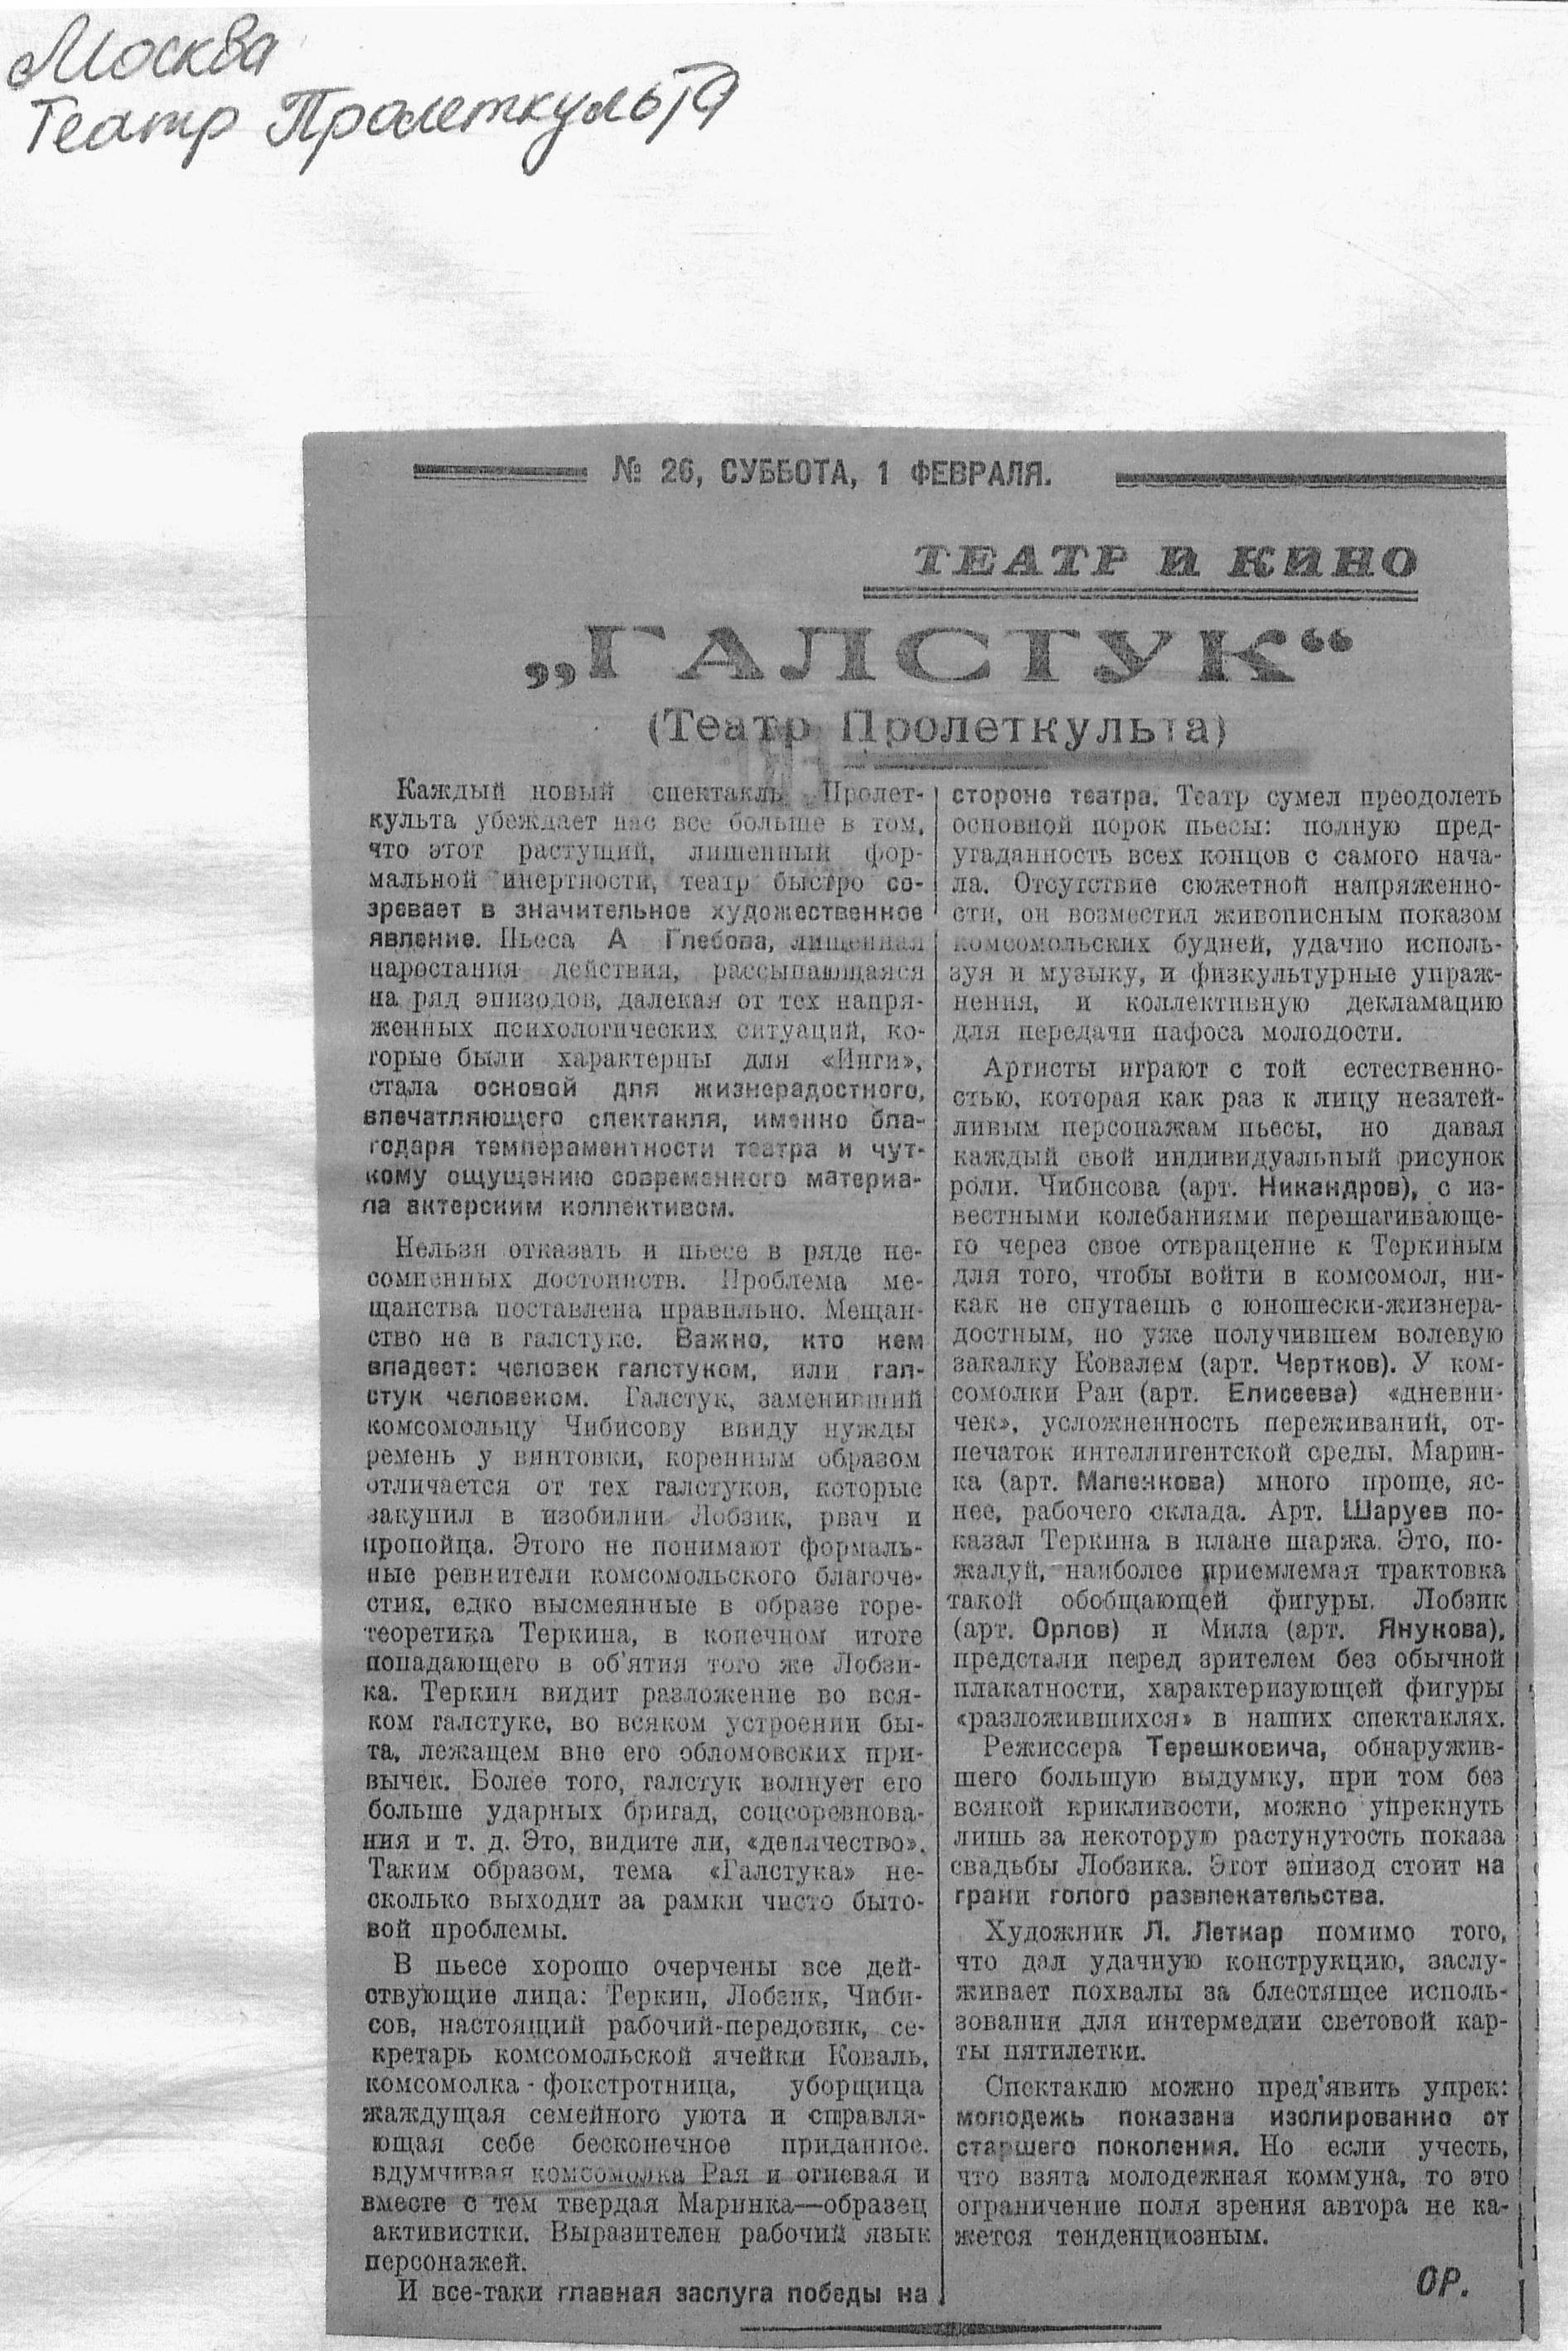 Москва
Театр Пролеткульта
№ 26, СУББОТА, 1 ФЕВРАЛЯ.
ТЕАТР И КИНО
„ГАЛСТУК“
(Театр Пролеткульта)
Каждый новый спектакль Пролет-
культа убеждает нас все больше в том,
что этот растущий, лишенный фор-
мальной инертности, театр быстро со-
зревает в значительное художественное
явление. Пьеса А Глебова, лишенная
наростания действия, рассыпающаяся
на ряд эпизодов, далекая от тех напря-
женных психологических ситуаций, ко-
торые были характерны для «Инги»,
стала основой для жизнерадостного,
впечатляющего спектакля, именно бла-
годаря темпераментности театра и чут-
кому ощущению современного материа-
ла актерским коллективом.
Нельзя отказать и пьесе в ряде не-
сомненных достоинств. Проблема ме-
щанства поставлена правильно. Мещан-
ство не в галстуке. Важно, кто кем
владеет: человек галстуком, или гал-
стук человеком. Галстук, заменивший
комсомольцу Чибисову ввиду нужды
ремень у винтовки, коренным образом
отличается от тех галстуков, которые
закупил в изобилии Лобзик, рвач и
пропойца. Этого не понимают формаль-
ные ревнители комсомольского благоче-
стия, едко высмеянные в образе горе-
теоретика Теркина, в конечном итоге
попадающего в об'ятия того же Лобзи-
ка. Теркин видит разложение во вся-
ком галстуке, во всяком устроении бы-
та, лежащем вне его обломовских при-
вычек. Более того, галстук волнует его
больше ударных бригад, соцсоревнова-
ния и т. д. Это, видите ли, «делячество».
Таким образом, тема «Галстука» не-
сколько выходит за рамки чисто быто-
вой проблемы.
В пьесе хорошо очерчены все дей-
ствующие лица: Теркин, Лобзик, Чиби-
сов, настоящий рабочий-передовик, се-
кретарь комсомольской ячейки Коваль,
комсомолка - фокстротница, уборщица
жаждущая семейного уюта и справля-
ющая себе бесконечное приданное,
вдумчивая комсомолка Рая и огневая и
вместе с тем твердая Маринка—образец
активистки. Выразителен рабочий язык
персонажей.
И все-таки главная заслуга победы на
стороне театра. Театр сумел преодолеть
основной порок пьесы: полную пред-
угаданность всех концов с самого нача-
ла. Отсутствие сюжетной напряженно-
сти, он возместил живописным показом
комсомольских будней, удачно исполь-
зуя и музыку, и физкультурные упраж-
нения, и коллективную декламацию
для передачи пафоса молодости.
Артисты играют с той естественно-
стью, которая как раз к лицу незатей-
ливым персонажам пьесы, но давая
каждый свой индивидуальный рисунок
роли. Чибисова (арт. Никандров), с из-
вестными колебаниями перешагивающе-
го через свое отвращение к Теркиным
для того, чтобы войти в комсомол, ни-
как не спутаешь с юношески-жизнера-
достным, но уже получившем волевую
закалку Ковалем (арт. Чертков). У ком-
сомолки Раи (арт. Елисеева) «дневни-
чек», усложненность переживаний, от-
печаток интеллигентской среды. Марин-
ка (арт. Маленкова) много проще, яс-
нее, рабочего склада. Арт. Шаруев по-
казал Теркина в плане шаржа. Это, по-
жалуй, наиболее приемлемая трактовка
такой обобщающей фигуры. Лобзик
(арт. Орлов) и Мила (арт. Янукова),
предстали перед зрителем без обычной
плакатности, характеризующей фигуры
«разложившихся» в наших спектаклях.
Режиссера Терешковича, обнаружив-
шего большую выдумку, при том без
всякой крикливости, можно упрекнуть
лишь за некоторую растунутость показа
свадьбы Лобзика. Этот эпизод стоит на
грани голого развлекательства.
Художник Л. Леткар помимо того,
что дал удачную конструкцию, заслу-
живает похвалы за блестящее исполь-
зовании для интермедии световой кар-
ты пятилетки.
Спектаклю можно пред'явить упрек:
молодежь показана изолированно от
старшего поколения. Но если учесть,
что взята молодежная коммуна, то это
ограничение поля зрения автора не ка-
жется тенденциозным.
ОР.